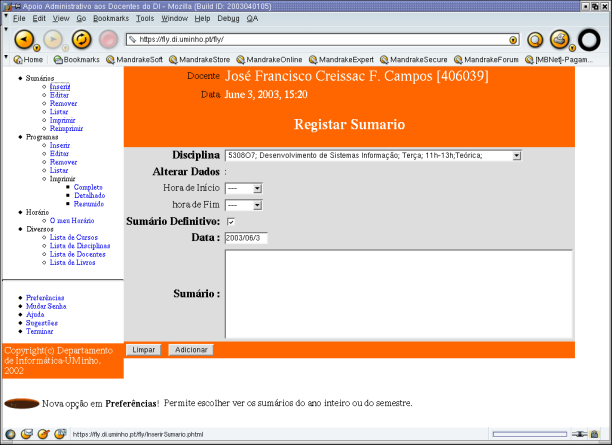 Apoio Administrativo aos Docentes do DI - Mozilla {Build ID: 2003040105}
File Edit View Go Bookmarks Tools Window Help Debug QA
https://fly.di.uminho.pt/fly/
Home Bookmarks MandrakeSoft MandrakeStore MandrakeOnline MandrakeExpert MandrakeSecure MandrakeForum [MBNet]-Pagam...
Sumários
Inserir
Editar
Remover
Listar
Imprimir
Reimprimir
Programas
Inserir
Editar
Remover
Listar
Imprimir
Completo
Detalhado
Resumido
Horário
O meu Horário
Diversos
Lista de Cursos
Lista de Disciplinas
Lista de Docentes
Lista de Livros
Preferências
Mudar Senha
Ajuda
Sugestões
Terminar
Copyright(c) Departamento
de Informática-UMinho.
2002
Docente José Francisco Creissac F. Campos [406039]
Data June 3, 2003, 15:20
Registar Sumario
Disciplina 5308O7; Desenvolvimento de Sistemas Informação; Terça; 11h-13h;Teórica;
Alterar Dados :
Hora de Início ---
hora de Fim ---
Sumário Definitivo:
Data : 2003/06/3
Sumário :
Limpar Adicionar
Nova opção em Preferências! Permite escolher ver os sumários do ano inteiro ou do semestre.
https://fly.di.uminho.pt/fly/InserirSumario.phtml